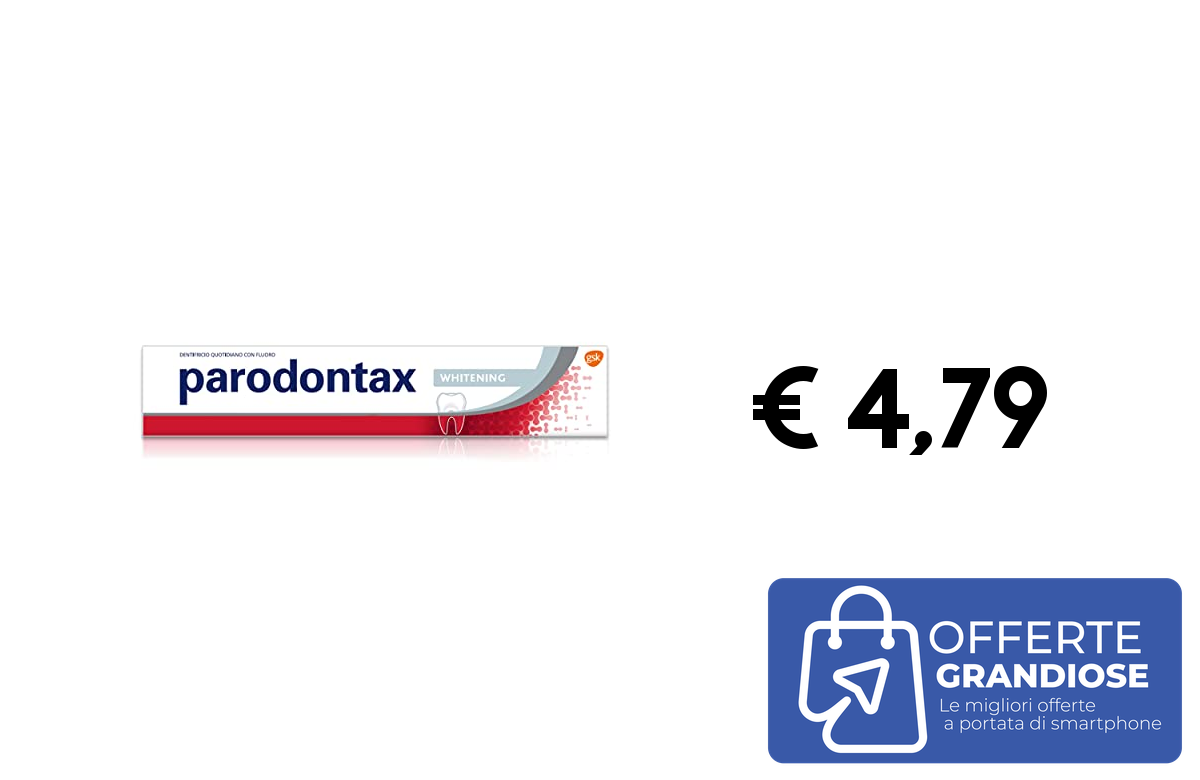 DENTIFRICIO QUOTIDIANO CON FLUORO
parodontax
WHITENING
gsk
€ 4,79
OFFERTE
GRANDIOSE
Le migliori offerte
a portata di smartphone